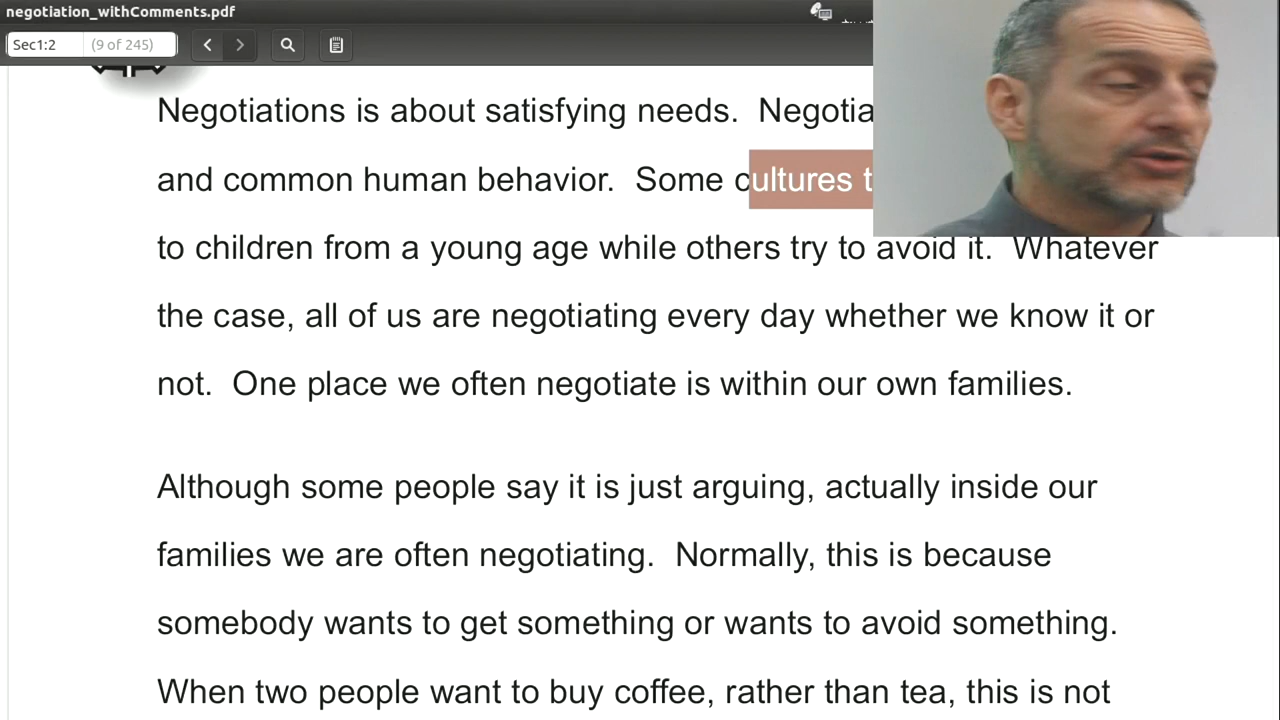 negotiation_withComments.pdf
Sec1:2 (9 of 245)
Negotiations is about satisfying needs. Negotia
and common human behavior. Some cultures t
to children from a young age while others try to avoid it. Whatever
the case, all of us are negotiating every day whether we know it or
not. One place we often negotiate is within our own families.
Although some people say it is just arguing, actually inside our
families we are often negotiating. Normally, this is because
somebody wants to get something or wants to avoid something.
When two people want to buy coffee, rather than tea, this is not